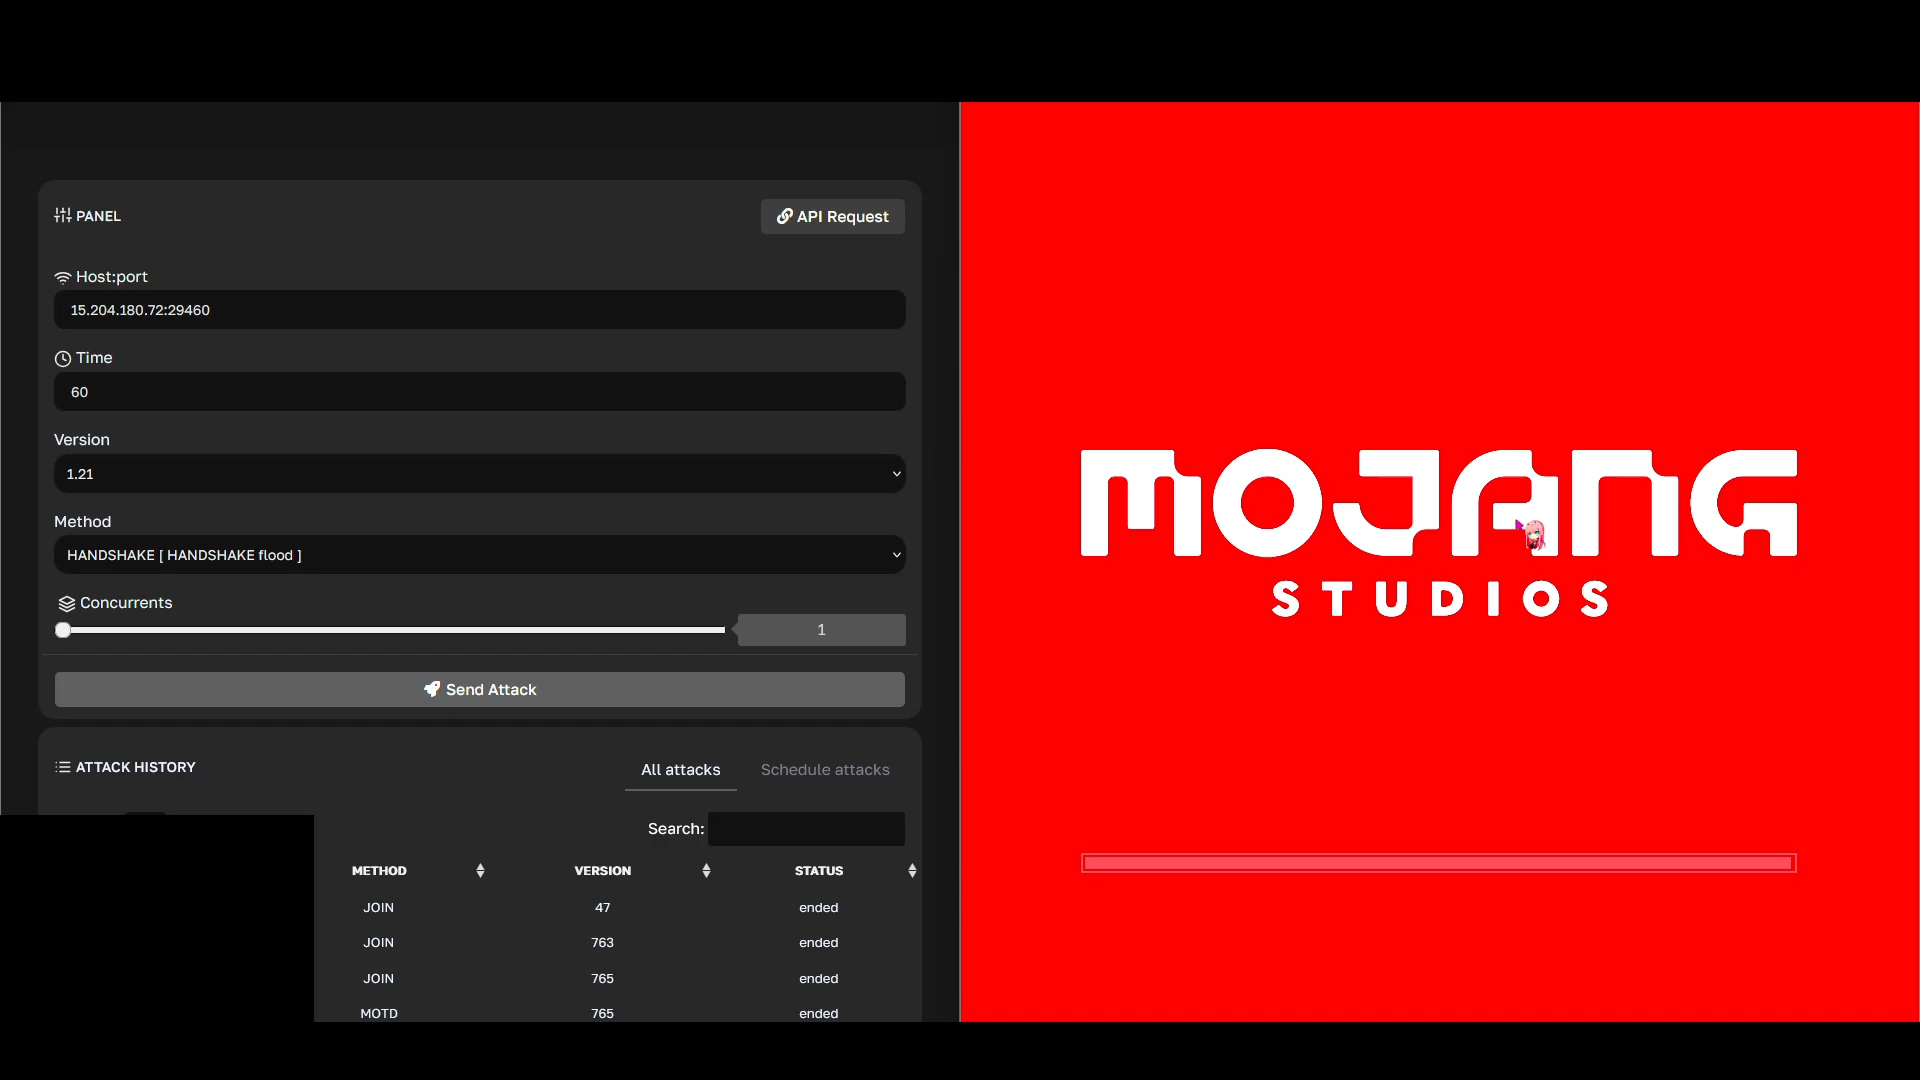 PANEL
API Request
Host:port
15.204.180.72:29460
Time
60
Version
1.21
Method
HANDSHAKE [ HANDSHAKE flood ]
Concurrents
1
Send Attack
ATTACK HISTORY
All attacks
Schedule attacks
Search:
METHOD VERSION STATUS
JOIN 47 ended
JOIN 763 ended
JOIN 765 ended
MOTD 765 ended
MOJANG
STUDIOS